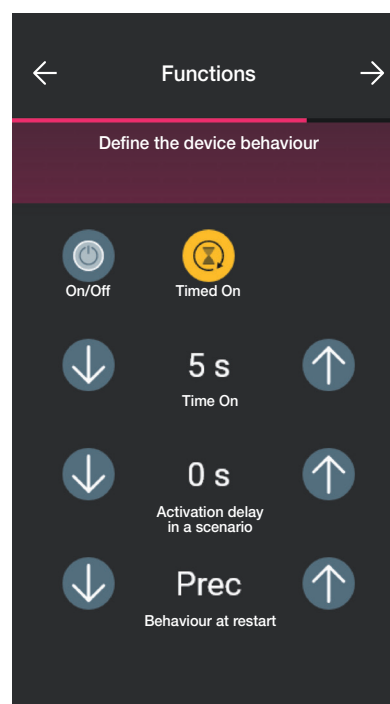 Functions
Define the device behaviour
On/Off Timed On
5 s
Time On
0 s
Activation delay
in a scenario
Prec
Behaviour at restart